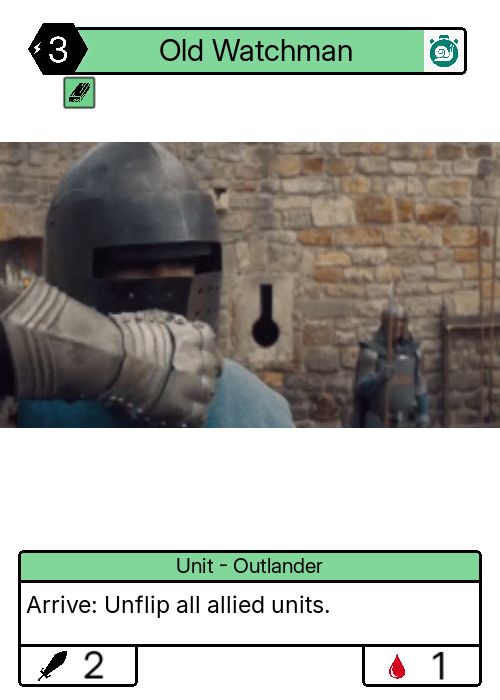 3
Old Watchman
Unit - Outlander
Arrive: Unflip all allied units.
2
1